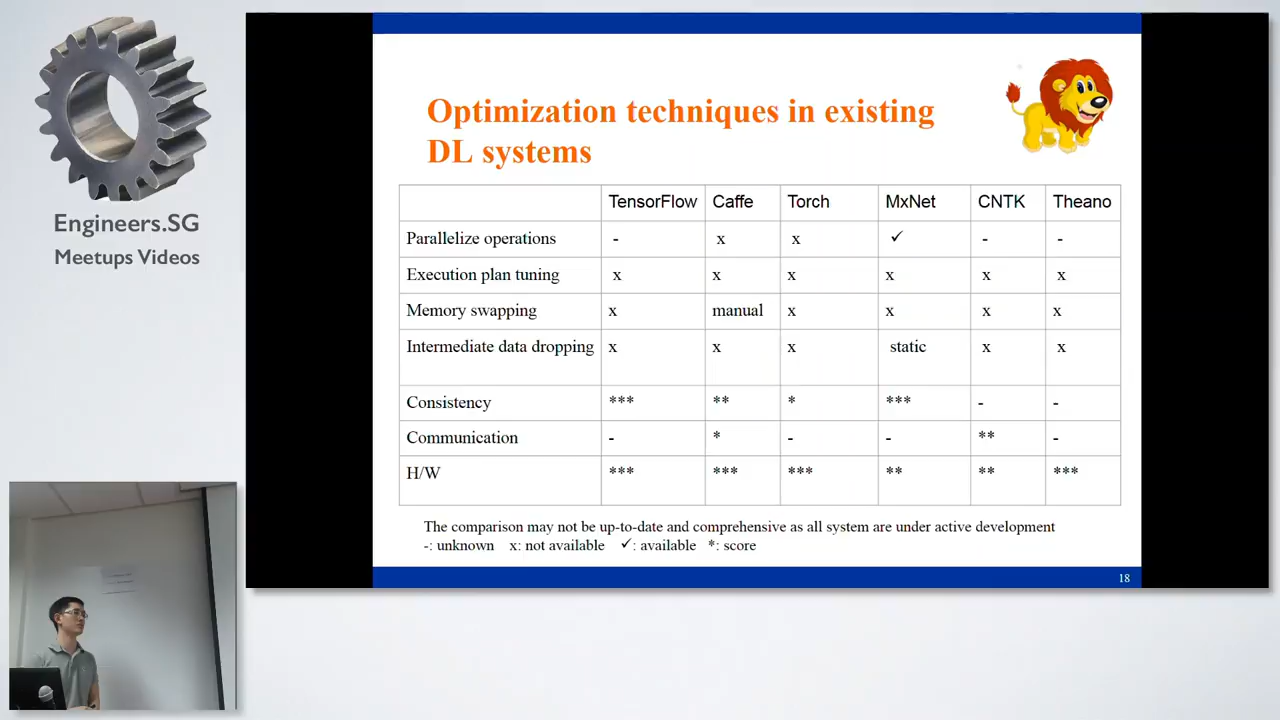 Engineers.SG
Meetups Videos
Optimization techniques in existing
DL systems
TensorFlow Caffe Torch MxNet CNTK Theano
Parallelize operations - x x ✓ - -
Execution plan tuning x x x x x x
Memory swapping x manual x x x x
Intermediate data dropping x x x static x x
Consistency *** ** * *** - -
Communication - * - - ** -
H/W *** *** *** ** ** ***
The comparison may not be up-to-date and comprehensive as all system are under active development
-: unknown x: not available ✓: available *: score
18